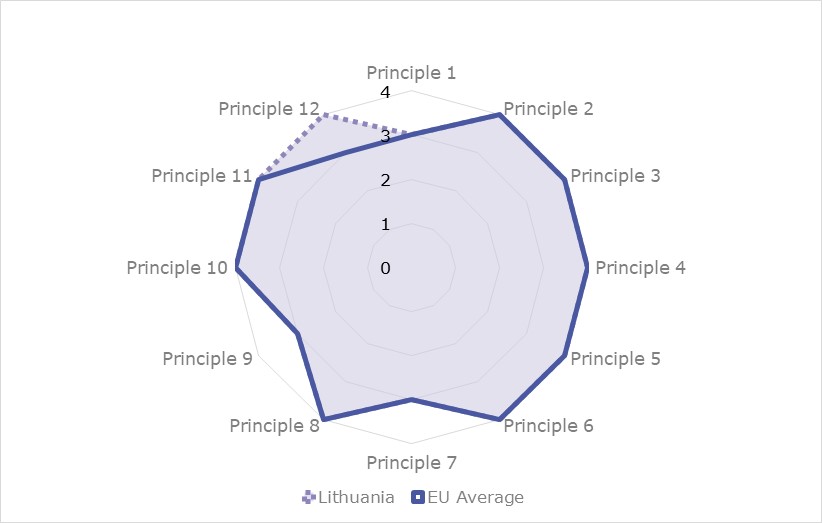 Principle 1
4
Principle 12
Principle 2
3
Principle 11
Principle 3
2
1
Principle 10
0
Principle 4
Principle 9
Principle 5
Principle 8
Principle 6
Principle 7
Lithuania
EU Average